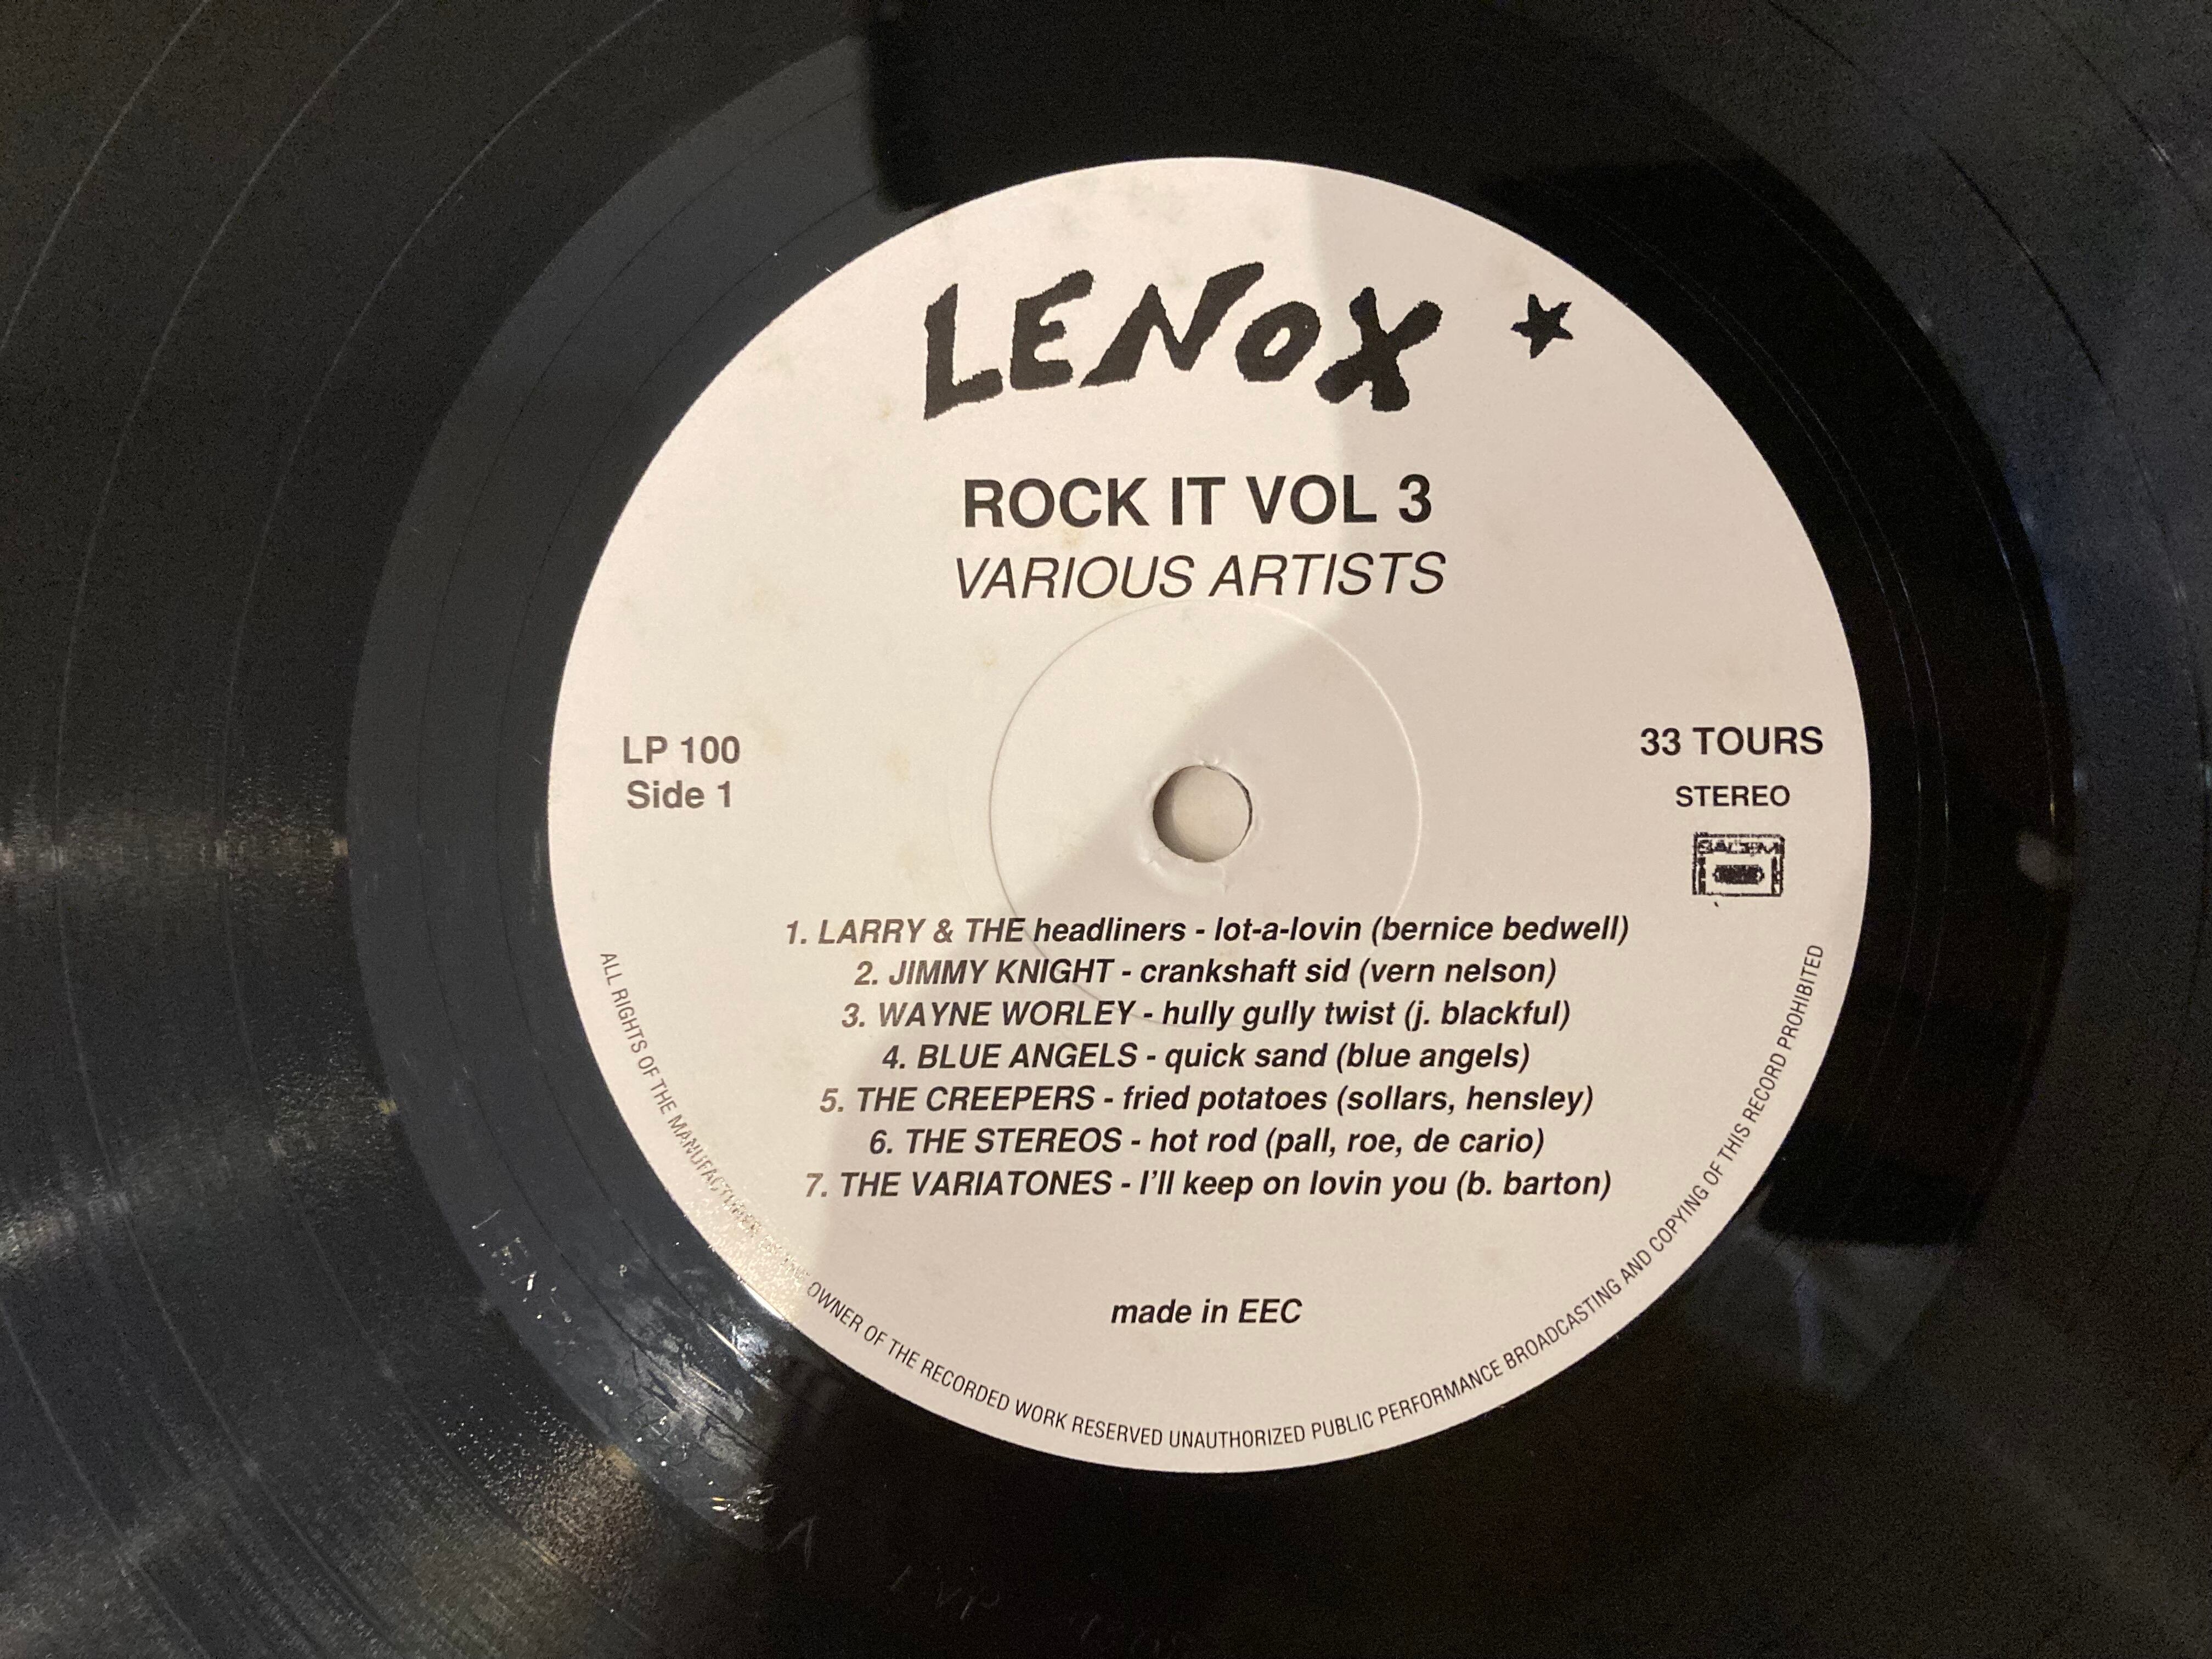 LENOX
ROCK IT VOL 3
VARIOUS ARTISTS
LP 100
Side 1
33 TOURS
STEREO
1. LARRY & THE headliners - lot-a-lovin (bernice bedwell)
2. JIMMY KNIGHT - crankshaft sid (vern nelson)
3. WAYNE WORLEY - hully gully twist (j. blackful)
4. BLUE ANGELS - quick sand (blue angels)
5. THE CREEPERS - fried potatoes (sollars, hensley)
6. THE STEREOS - hot rod (pall, roe, de cario)
7. THE VARIATONES - I'll keep on lovin you (b. barton)
made in EEC
ALL RIGHTS OF THE MANUFACTURER OWNER OF THE RECORDED WORK RESERVED UNAUTHORIZED PUBLIC PERFORMANCE BROADCASTING AND COPYING OF THIS RECORD PROHIBITED